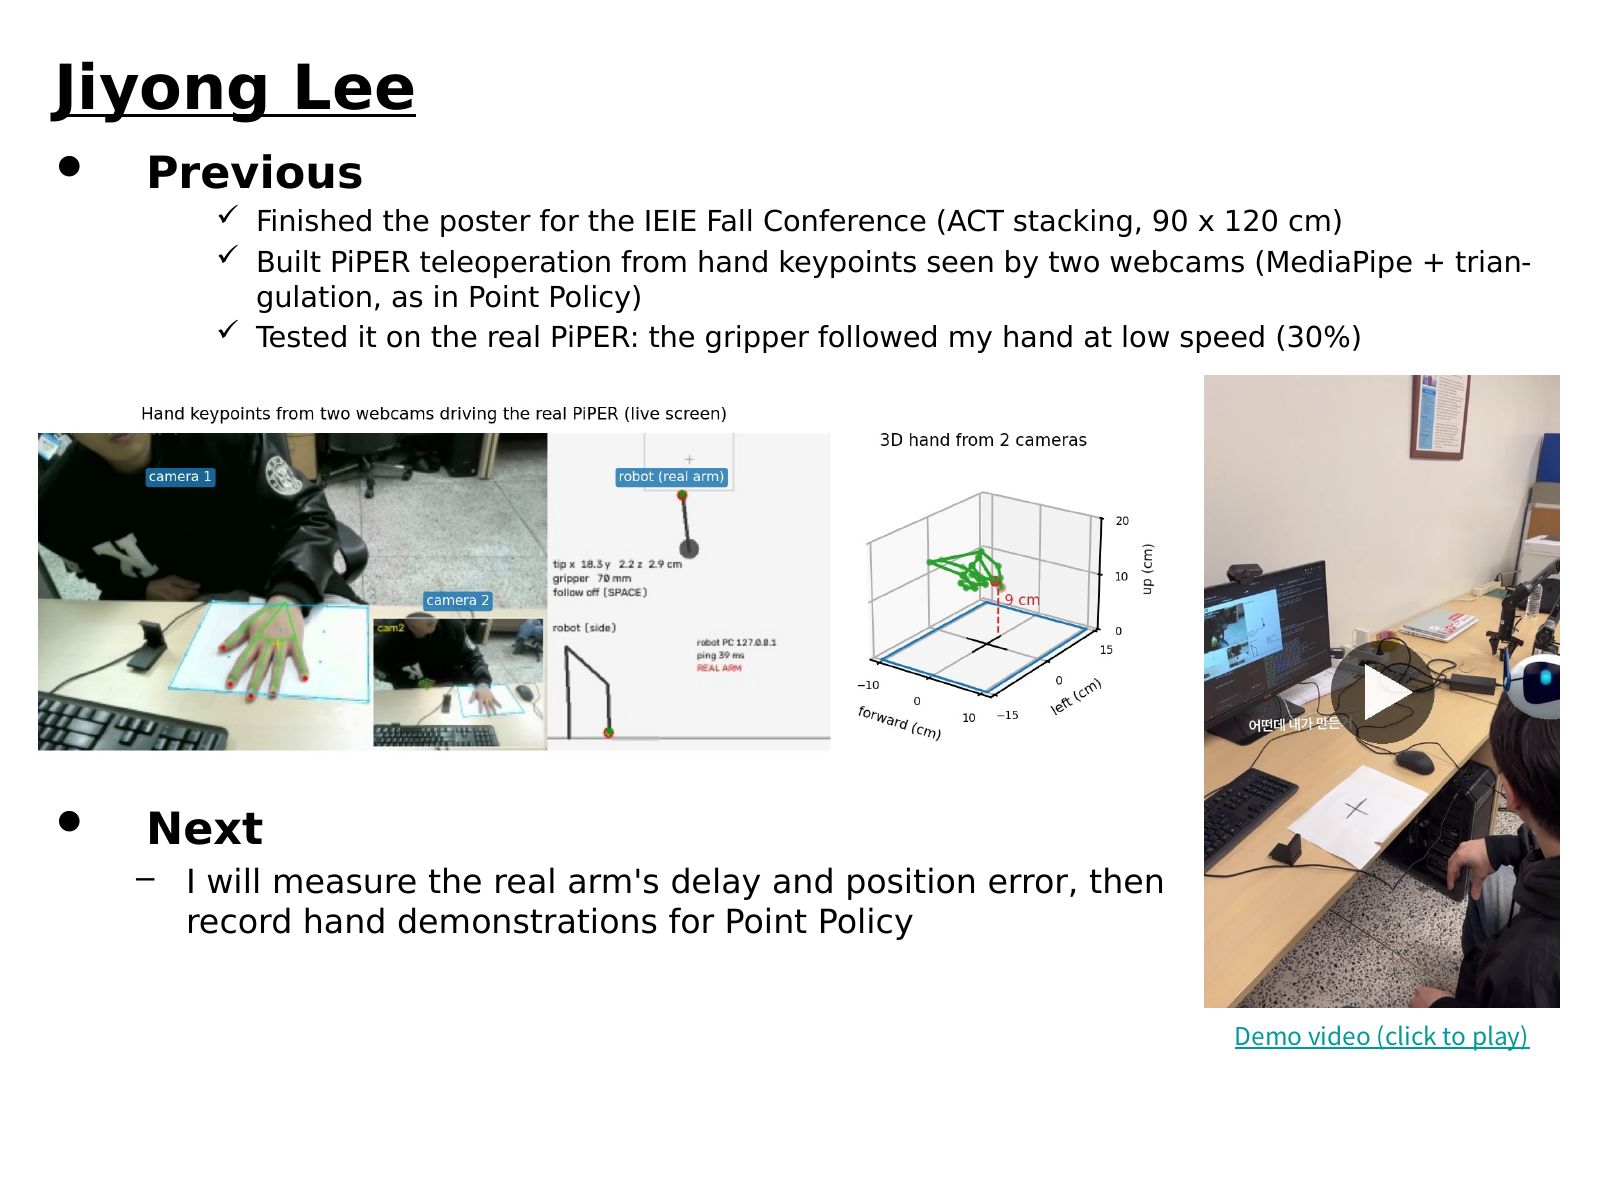 Jiyong Lee
Previous
Finished the poster for the IEIE Fall Conference (ACT stacking, 90 x 120 cm)
Built PiPER teleoperation from hand keypoints seen by two webcams (MediaPipe + trian-
gulation, as in Point Policy)
Tested it on the real PiPER: the gripper followed my hand at low speed (30%)
Hand keypoints from two webcams driving the real PiPER (live screen)
camera 1
camera 2
cam2
robot (real arm)
tip x 18.3 y 2.2 z 2.9 cm
gripper 70 mm
follow off (SPACE)
robot (side)
robot PC 127.0.0.1
ping 39 ms
REAL ARM
3D hand from 2 cameras
9 cm
20
10
0
up (cm)
15
0
−15
left (cm)
−10
0
10
forward (cm)
어떤데 내가 만든
Demo video (click to play)
Next
– I will measure the real arm's delay and position error, then
record hand demonstrations for Point Policy